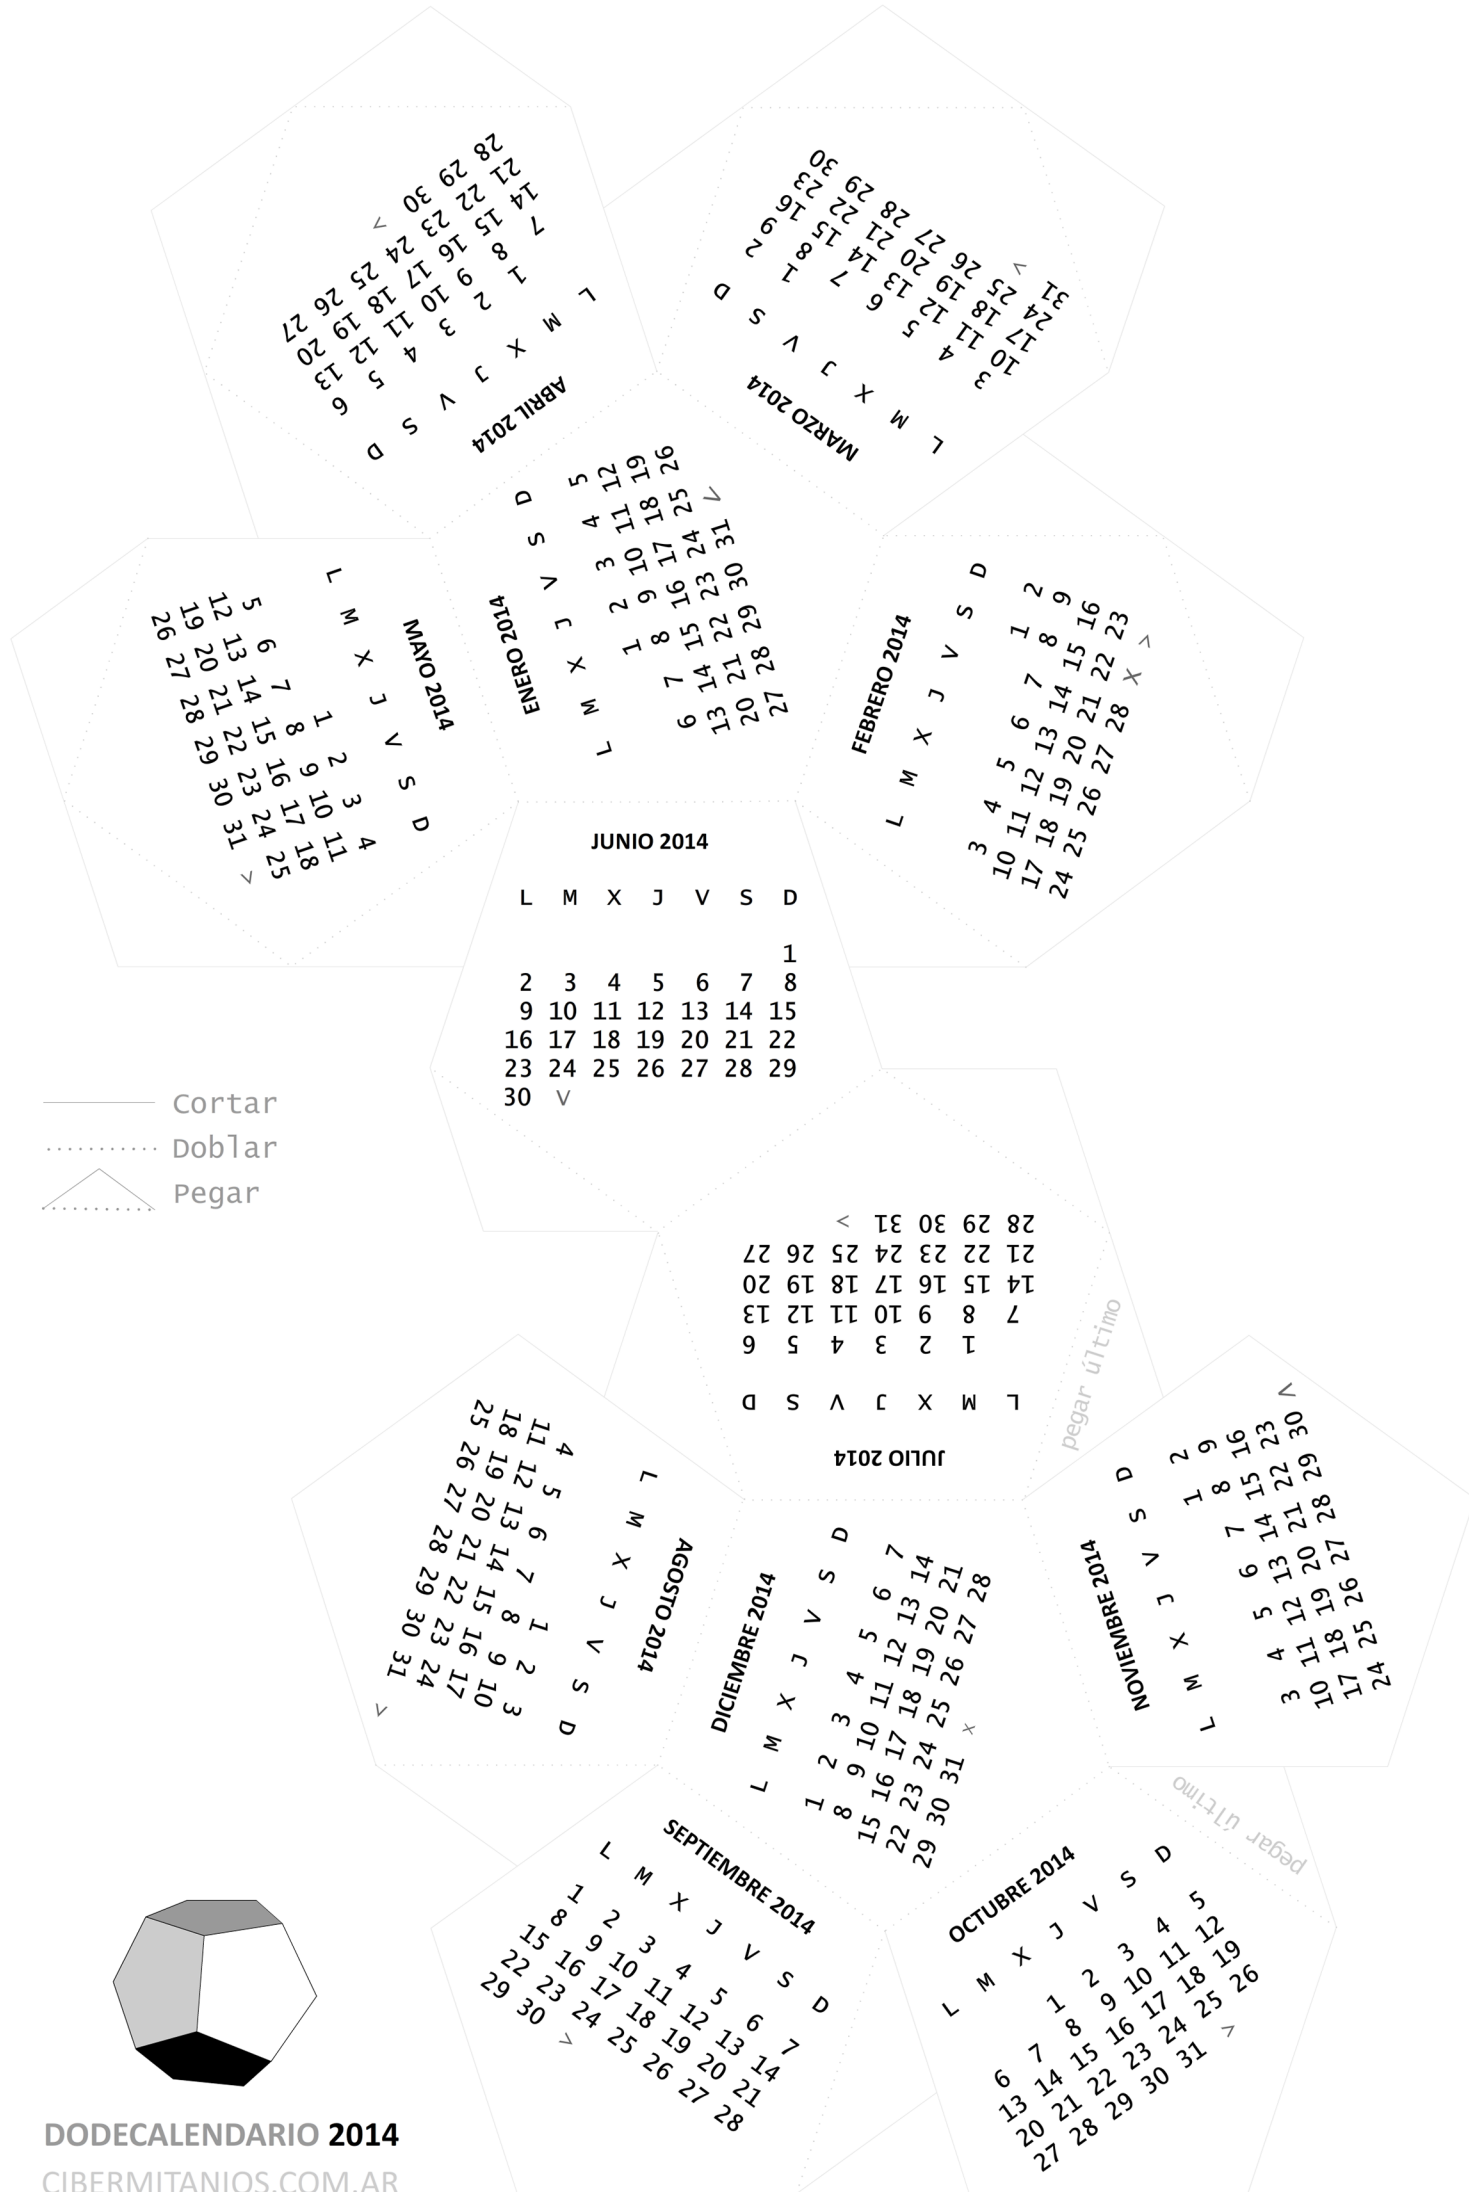 ABRIL 2014
L M X J V S D
1 2 3 4 5 6
7 8 9 10 11 12 13
14 15 16 17 18 19 20
21 22 23 24 25 26 27
28 29 30 >
MARZO 2014
L M X J V S D
1 2
3 4 5 6 7 8 9
10 11 12 13 14 15 16
17 18 19 20 21 22 23
24 25 26 27 28 29 30
31 >
ENERO 2014
L M X J V S D
1 2 3 4 5
6 7 8 9 10 11 12
13 14 15 16 17 18 19
20 21 22 23 24 25 26
27 28 29 30 31 >
MAYO 2014
L M X J V S D
1 2 3 4
5 6 7 8 9 10 11
12 13 14 15 16 17 18
19 20 21 22 23 24 25
26 27 28 29 30 31 >
FEBRERO 2014
L M X J V S D
1 2
3 4 5 6 7 8 9
10 11 12 13 14 15 16
17 18 19 20 21 22 23
24 25 26 27 28 X >
JUNIO 2014
L M X J V S D
1
2 3 4 5 6 7 8
9 10 11 12 13 14 15
16 17 18 19 20 21 22
23 24 25 26 27 28 29
30 V
Cortar
Doblar
Pegar
JULIO 2014
L M X J V S D
1 2 3 4 5 6
7 8 9 10 11 12 13
14 15 16 17 18 19 20
21 22 23 24 25 26 27
28 29 30 31 >
pegar último
AGOSTO 2014
L M X J V S D
1 2 3
4 5 6 7 8 9 10
11 12 13 14 15 16 17
18 19 20 21 22 23 24
25 26 27 28 29 30 31
>
DICIEMBRE 2014
L M X J V S D
1 2 3 4 5 6 7
8 9 10 11 12 13 14
15 16 17 18 19 20 21
22 23 24 25 26 27 28
29 30 31 x
NOVIEMBRE 2014
L M X J V S D
1 2
3 4 5 6 7 8 9
10 11 12 13 14 15 16
17 18 19 20 21 22 23
24 25 26 27 28 29 30
>
pegar último
SEPTIEMBRE 2014
L M X J V S D
1 2 3 4 5 6 7
8 9 10 11 12 13 14
15 16 17 18 19 20 21
22 23 24 25 26 27 28
29 30 >
OCTUBRE 2014
L M X J V S D
1 2 3 4 5
6 7 8 9 10 11 12
13 14 15 16 17 18 19
20 21 22 23 24 25 26
27 28 29 30 31 >
DODECALENDARIO 2014
CIBERMITANIOS.COM.AR